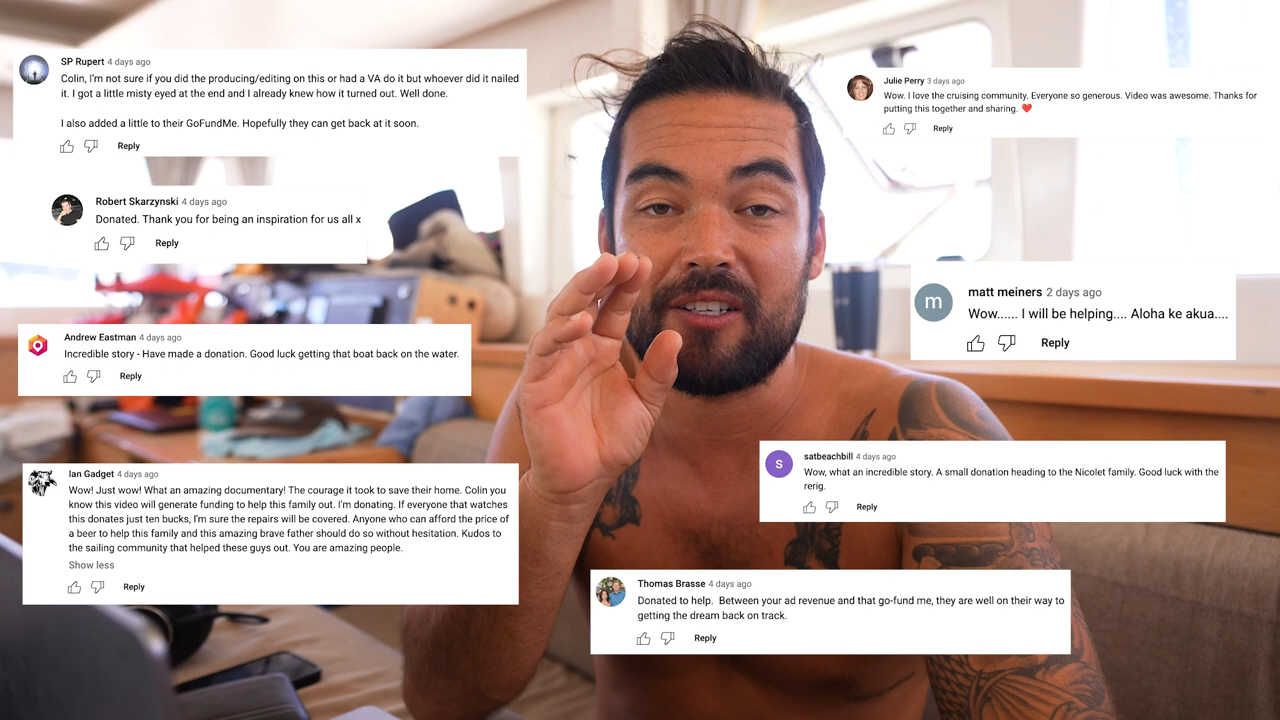 SP Rupert 4 days ago
Colin, I'm not sure if you did the producing/editing on this or had a VA do it but whoever did it nailed
it. I got a little misty eyed at the end and I already knew how it turned out. Well done.
I also added a little to their GoFundMe. Hopefully they can get back at it soon.
Reply
Julie Perry 3 days ago
Wow. I love the cruising community. Everyone so generous. Video was awesome. Thanks for
putting this together and sharing. ❤️
Reply
Robert Skarzynski 4 days ago
Donated. Thank you for being an inspiration for us all x
Reply
matt meiners 2 days ago
m
Wow...... I will be helping.... Aloha ke akua....
Reply
Andrew Eastman 4 days ago
Incredible story - Have made a donation. Good luck getting that boat back on the water.
Reply
satbeachbill 4 days ago
S
Wow, what an incredible story. A small donation heading to the Nicolet family. Good luck with the
rerig.
Reply
Ian Gadget 4 days ago
Wow! Just wow! What an amazing documentary! The courage it took to save their home. Colin you
know this video will generate funding to help this family out. I'm donating. If everyone that watches
this donates just ten bucks, I'm sure the repairs will be covered. Anyone who can afford the price of
a beer to help this family and this amazing brave father should do so without hesitation. Kudos to
the sailing community that helped these guys out. You are amazing people.
Show less
Reply
Thomas Brasse 4 days ago
Donated to help.  Between your ad revenue and that go-fund me, they are well on their way to
getting the dream back on track.
Reply